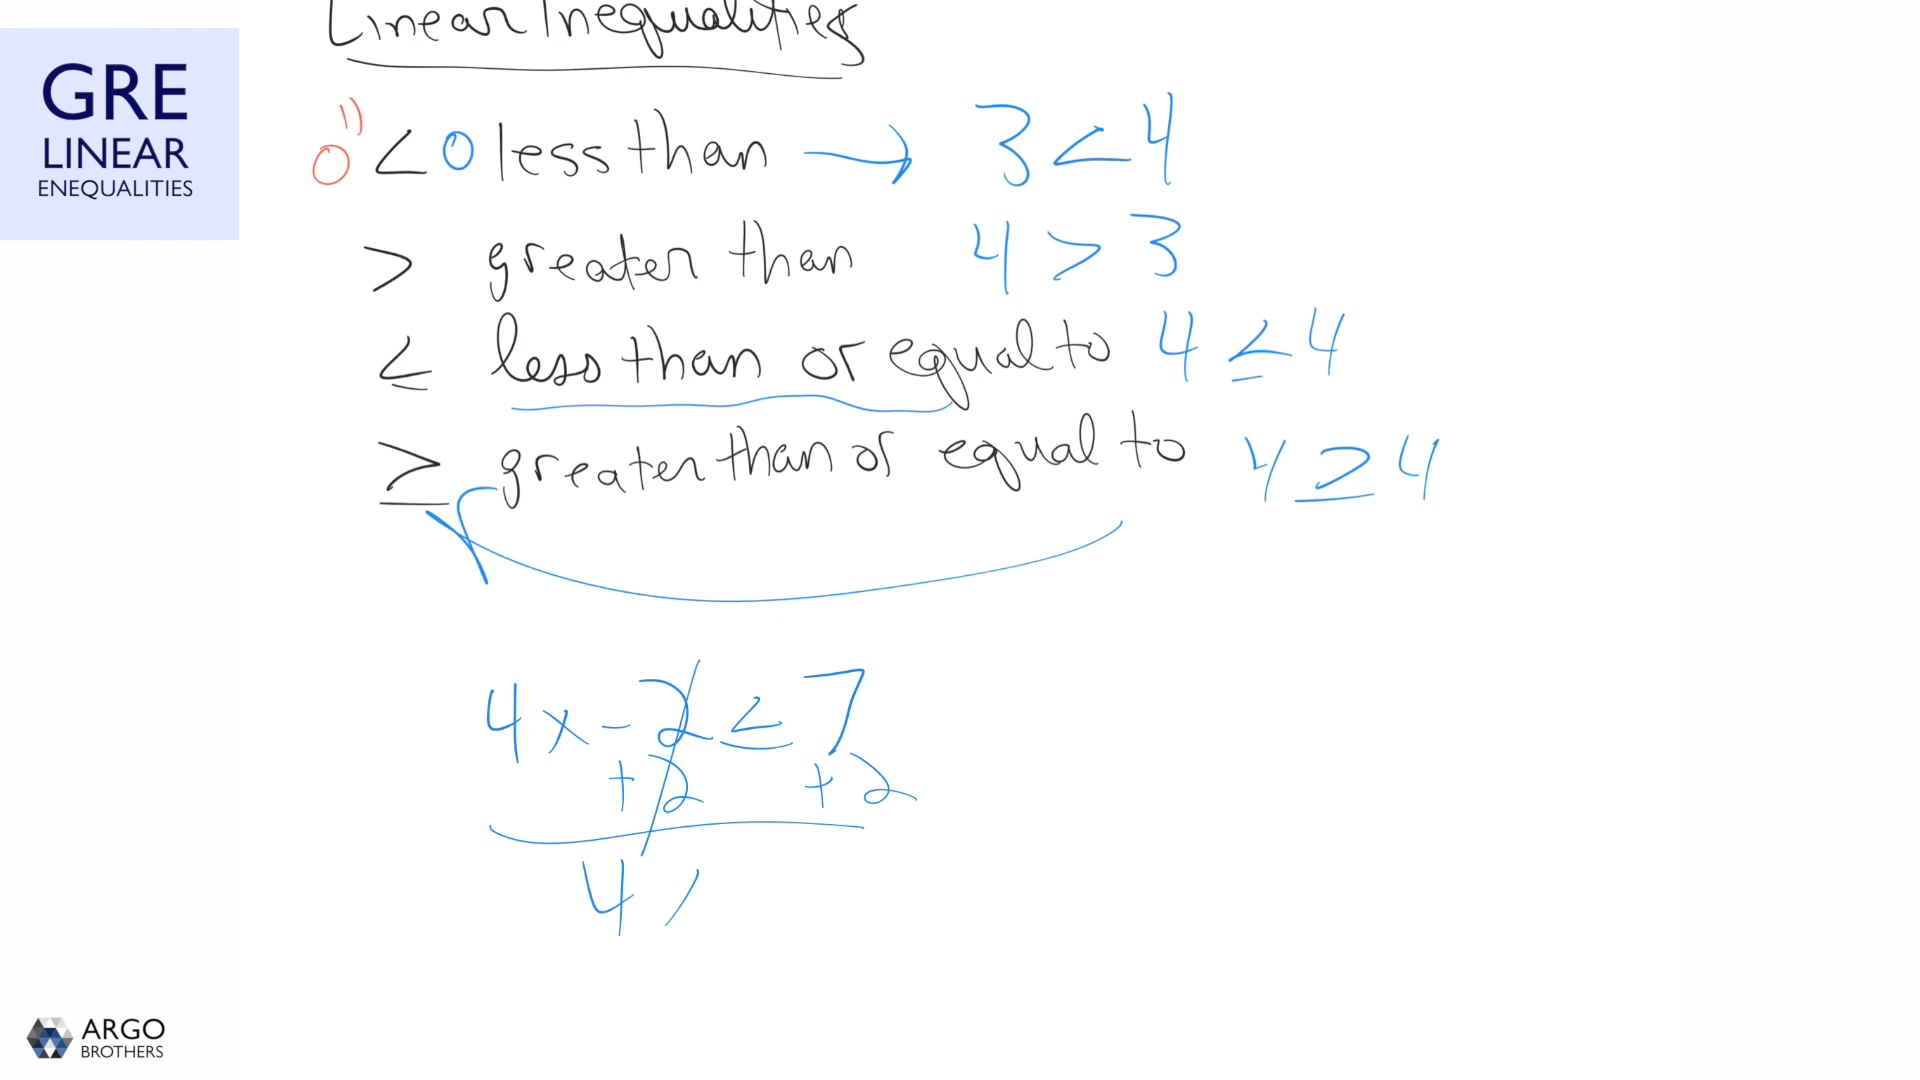 GRE
LINEAR
ENEQUALITIES
Linear Inequalities
< 0 less than → 3 < 4
> greater than 4 > 3
≤ less than or equal to 4 ≤ 4
≥ greater than or equal to 4 ≥ 4
4x - 2 ≤ 7
+ 2 + 2
4
ARGO
BROTHERS